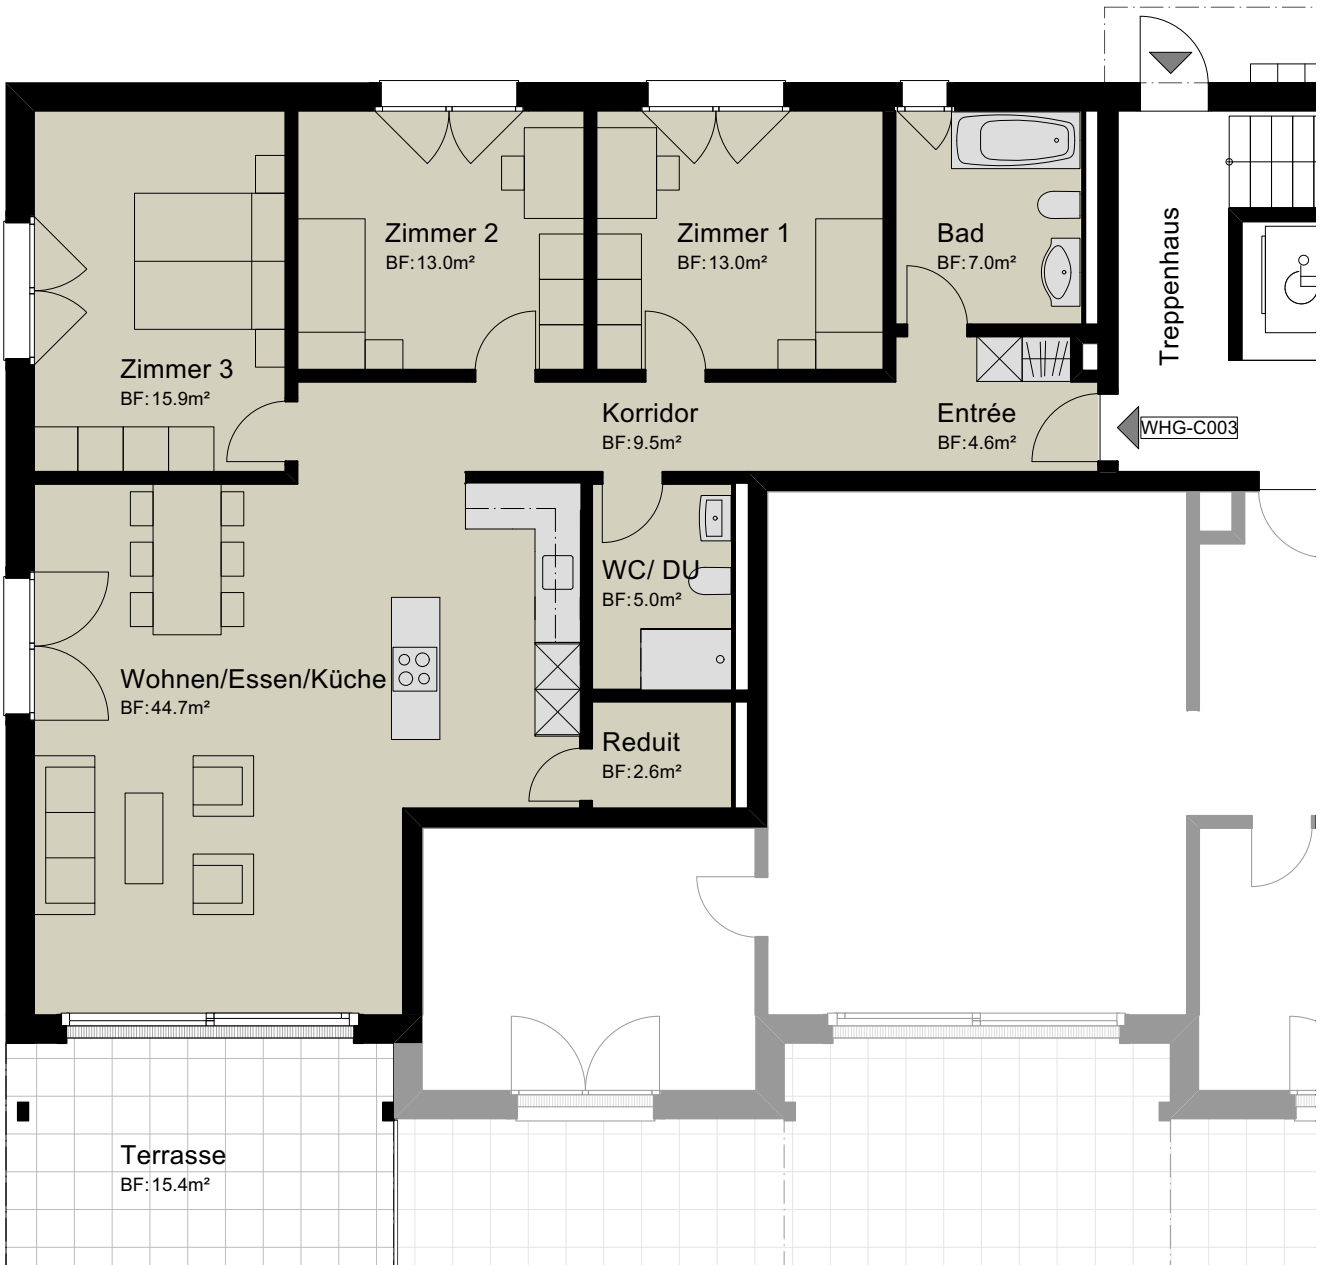 Zimmer 2
BF:13.0m²
Zimmer 1
BF:13.0m²
Bad
BF:7.0m²
Treppenhaus
Zimmer 3
BF:15.9m²
Korridor
BF:9.5m²
Entrée
BF:4.6m²
WHG-C003
WC/ DU
BF:5.0m²
Wohnen/Essen/Küche
BF:44.7m²
Reduit
BF:2.6m²
Terrasse
BF:15.4m²